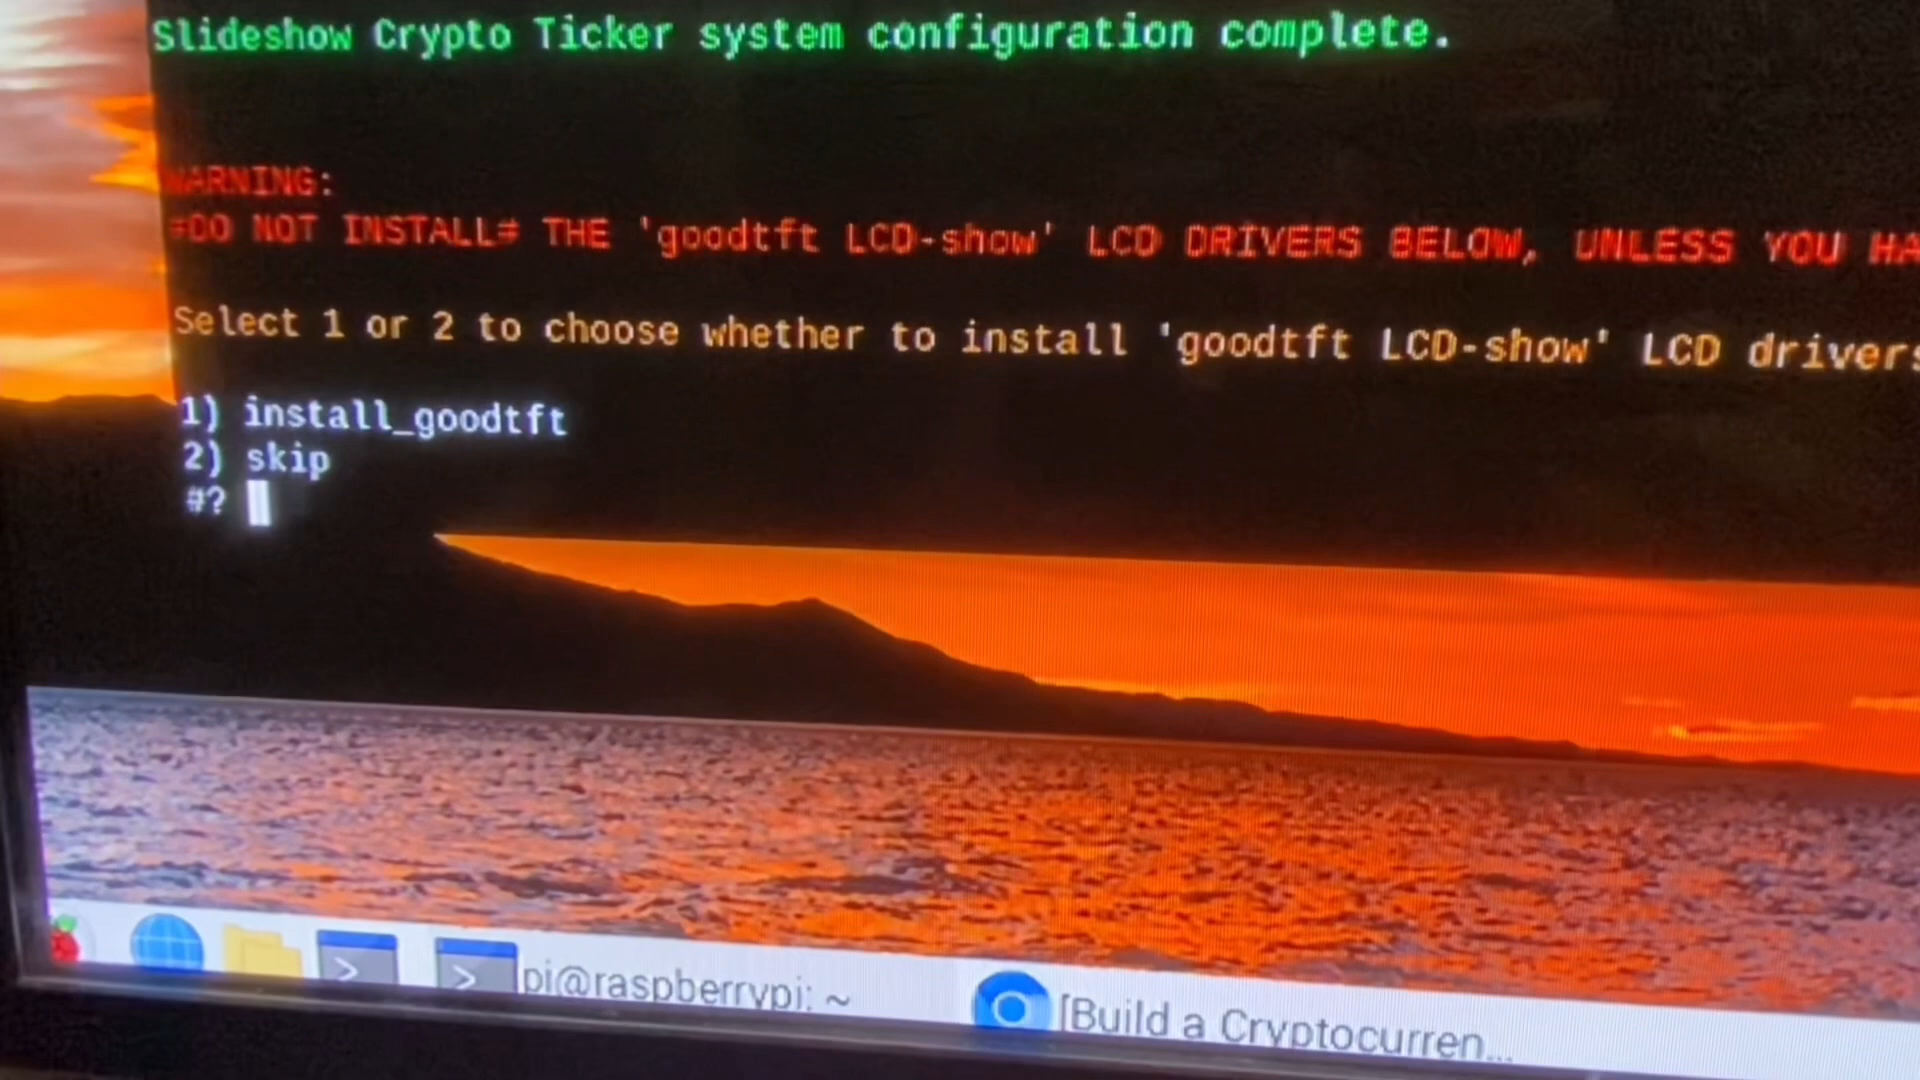 Slideshow Crypto Ticker system configuration complete.
WARNING:
#DO NOT INSTALL# THE 'goodtft LCD-show' LCD DRIVERS BELOW, UNLESS YOU HA
Select 1 or 2 to choose whether to install 'goodtft LCD-show' LCD drivers
1) install_goodtft
2) skip
#?
pi@raspberrypi: ~
[Build a Cryptocurren...